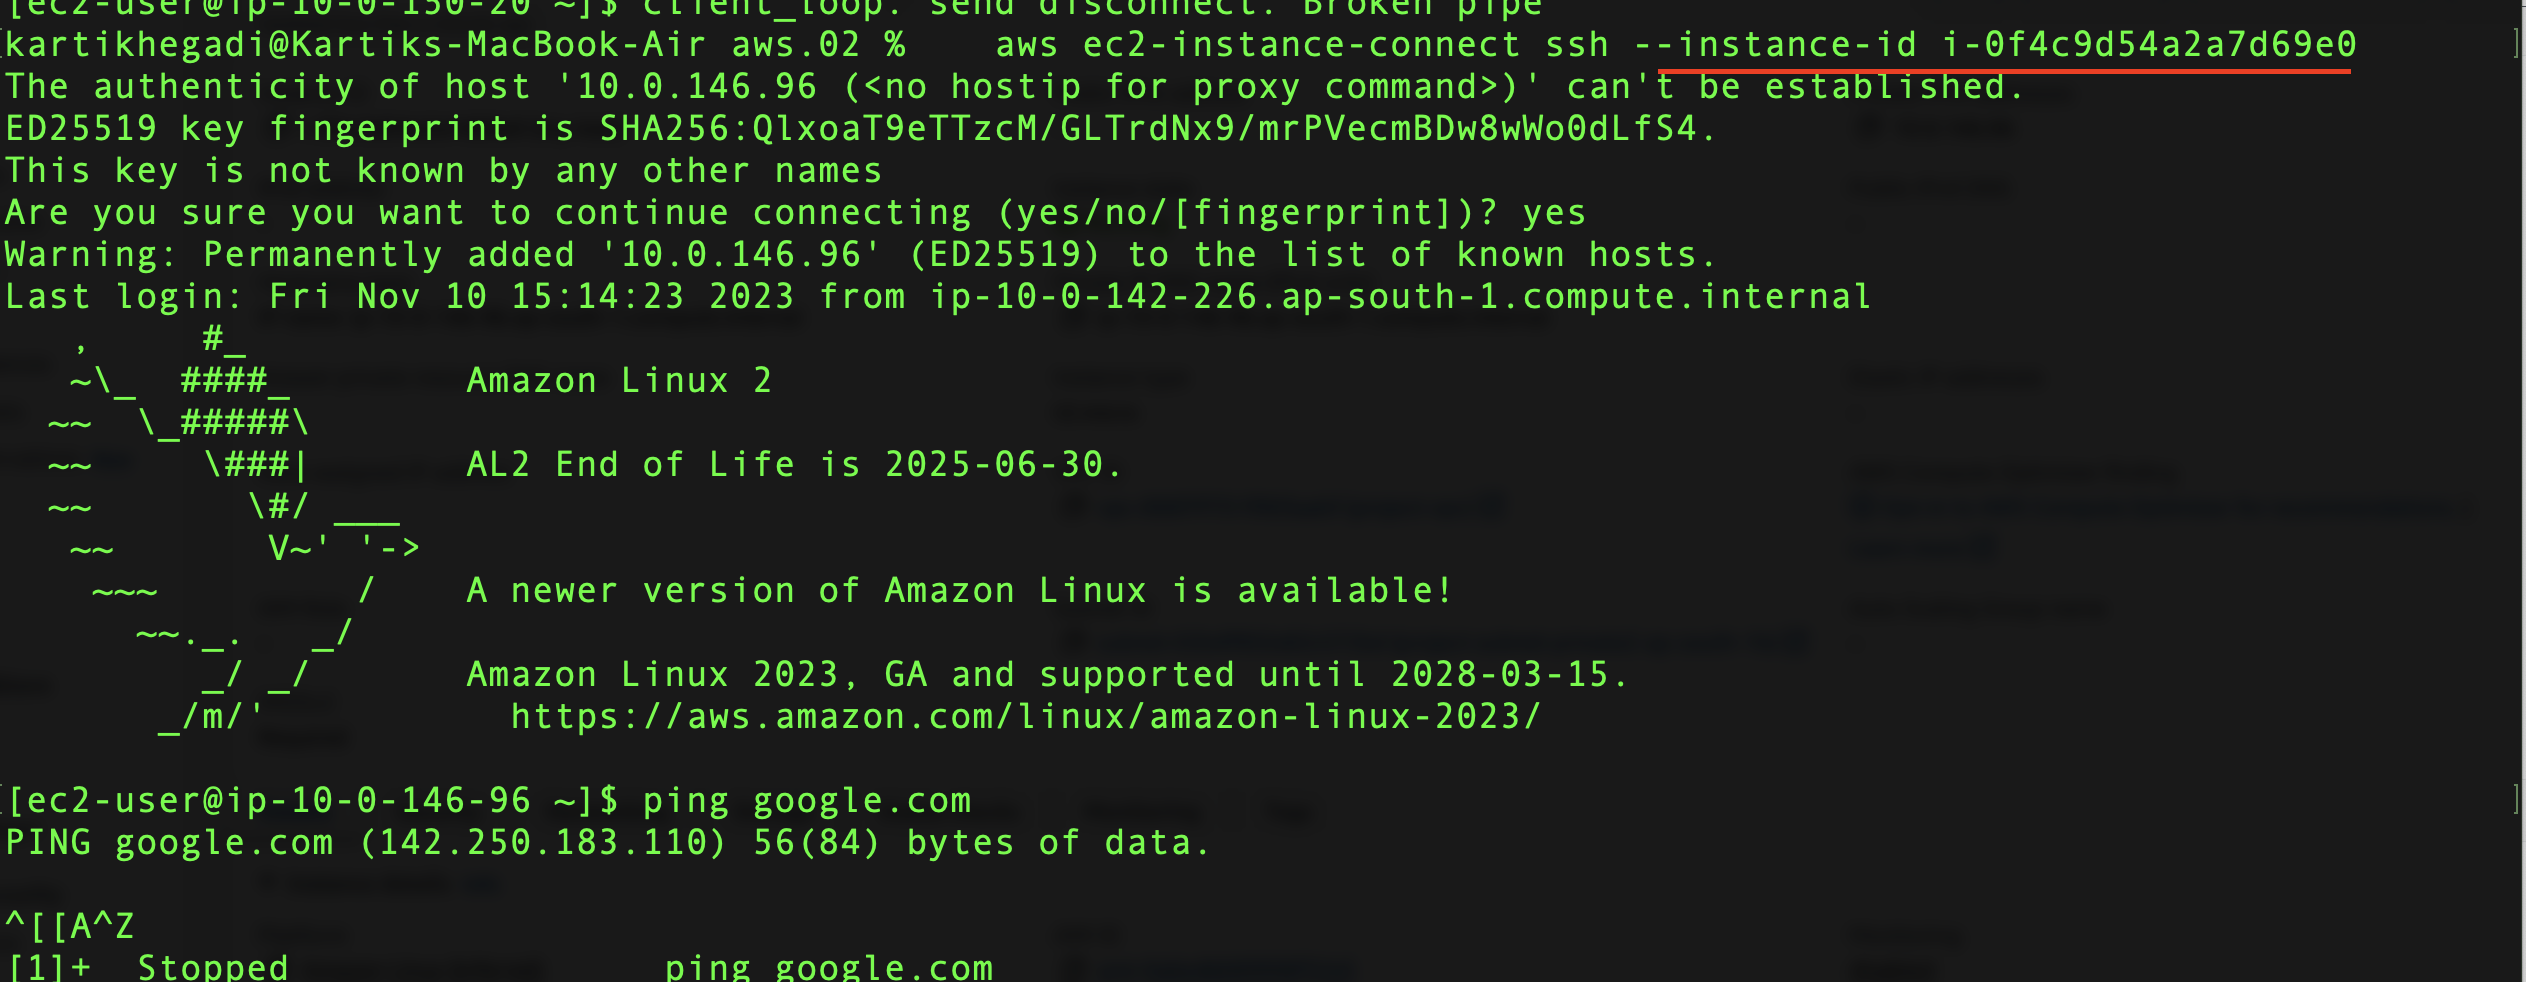 [ec2-user@ip-10-0-150-20 ~]$ client_loop: send disconnect: Broken pipe
kartikhegadi@Kartiks-MacBook-Air aws.02 %    aws ec2-instance-connect ssh --instance-id i-0f4c9d54a2a7d69e0
The authenticity of host '10.0.146.96 (<no hostip for proxy command>)' can't be established.
ED25519 key fingerprint is SHA256:QlxoaT9eTTzcM/GLTrdNx9/mrPVecmBDw8wWo0dLfS4.
This key is not known by any other names
Are you sure you want to continue connecting (yes/no/[fingerprint])? yes
Warning: Permanently added '10.0.146.96' (ED25519) to the list of known hosts.
Last login: Fri Nov 10 15:14:23 2023 from ip-10-0-142-226.ap-south-1.compute.internal
   ,     #_
   ~\_  ####_        Amazon Linux 2
  ~~  \_#####\
  ~~     \###|       AL2 End of Life is 2025-06-30.
  ~~       \#/ ___
   ~~       V~' '->
    ~~~         /    A newer version of Amazon Linux is available!
      ~~._.   _/
         _/ _/       Amazon Linux 2023, GA and supported until 2028-03-15.
       _/m/'           https://aws.amazon.com/linux/amazon-linux-2023/
[ec2-user@ip-10-0-146-96 ~]$ ping google.com
PING google.com (142.250.183.110) 56(84) bytes of data.
^[[A^Z
[1]+  Stopped                 ping google.com